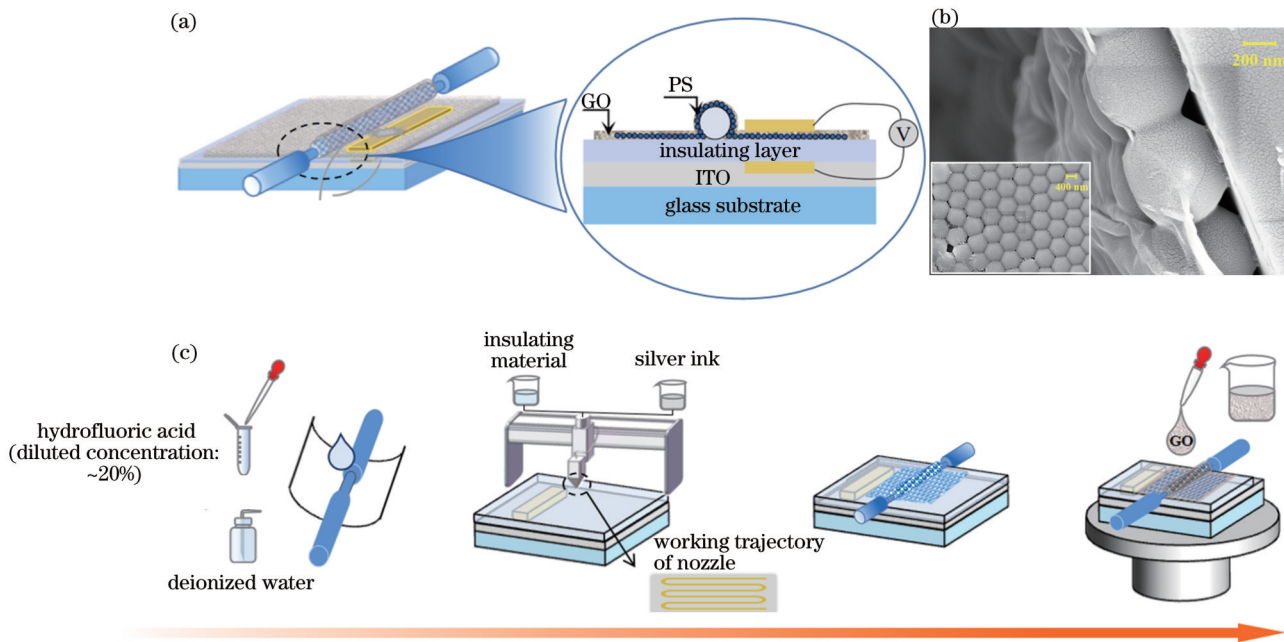 (a)
PS
GO
V
insulating layer
ITO
glass substrate
(b)
200 nm
400 nm
(c)
hydrofluoric acid
(diluted concentration:
~20%)
deionized water
insulating
material
silver ink
working trajectory
of nozzle
GO